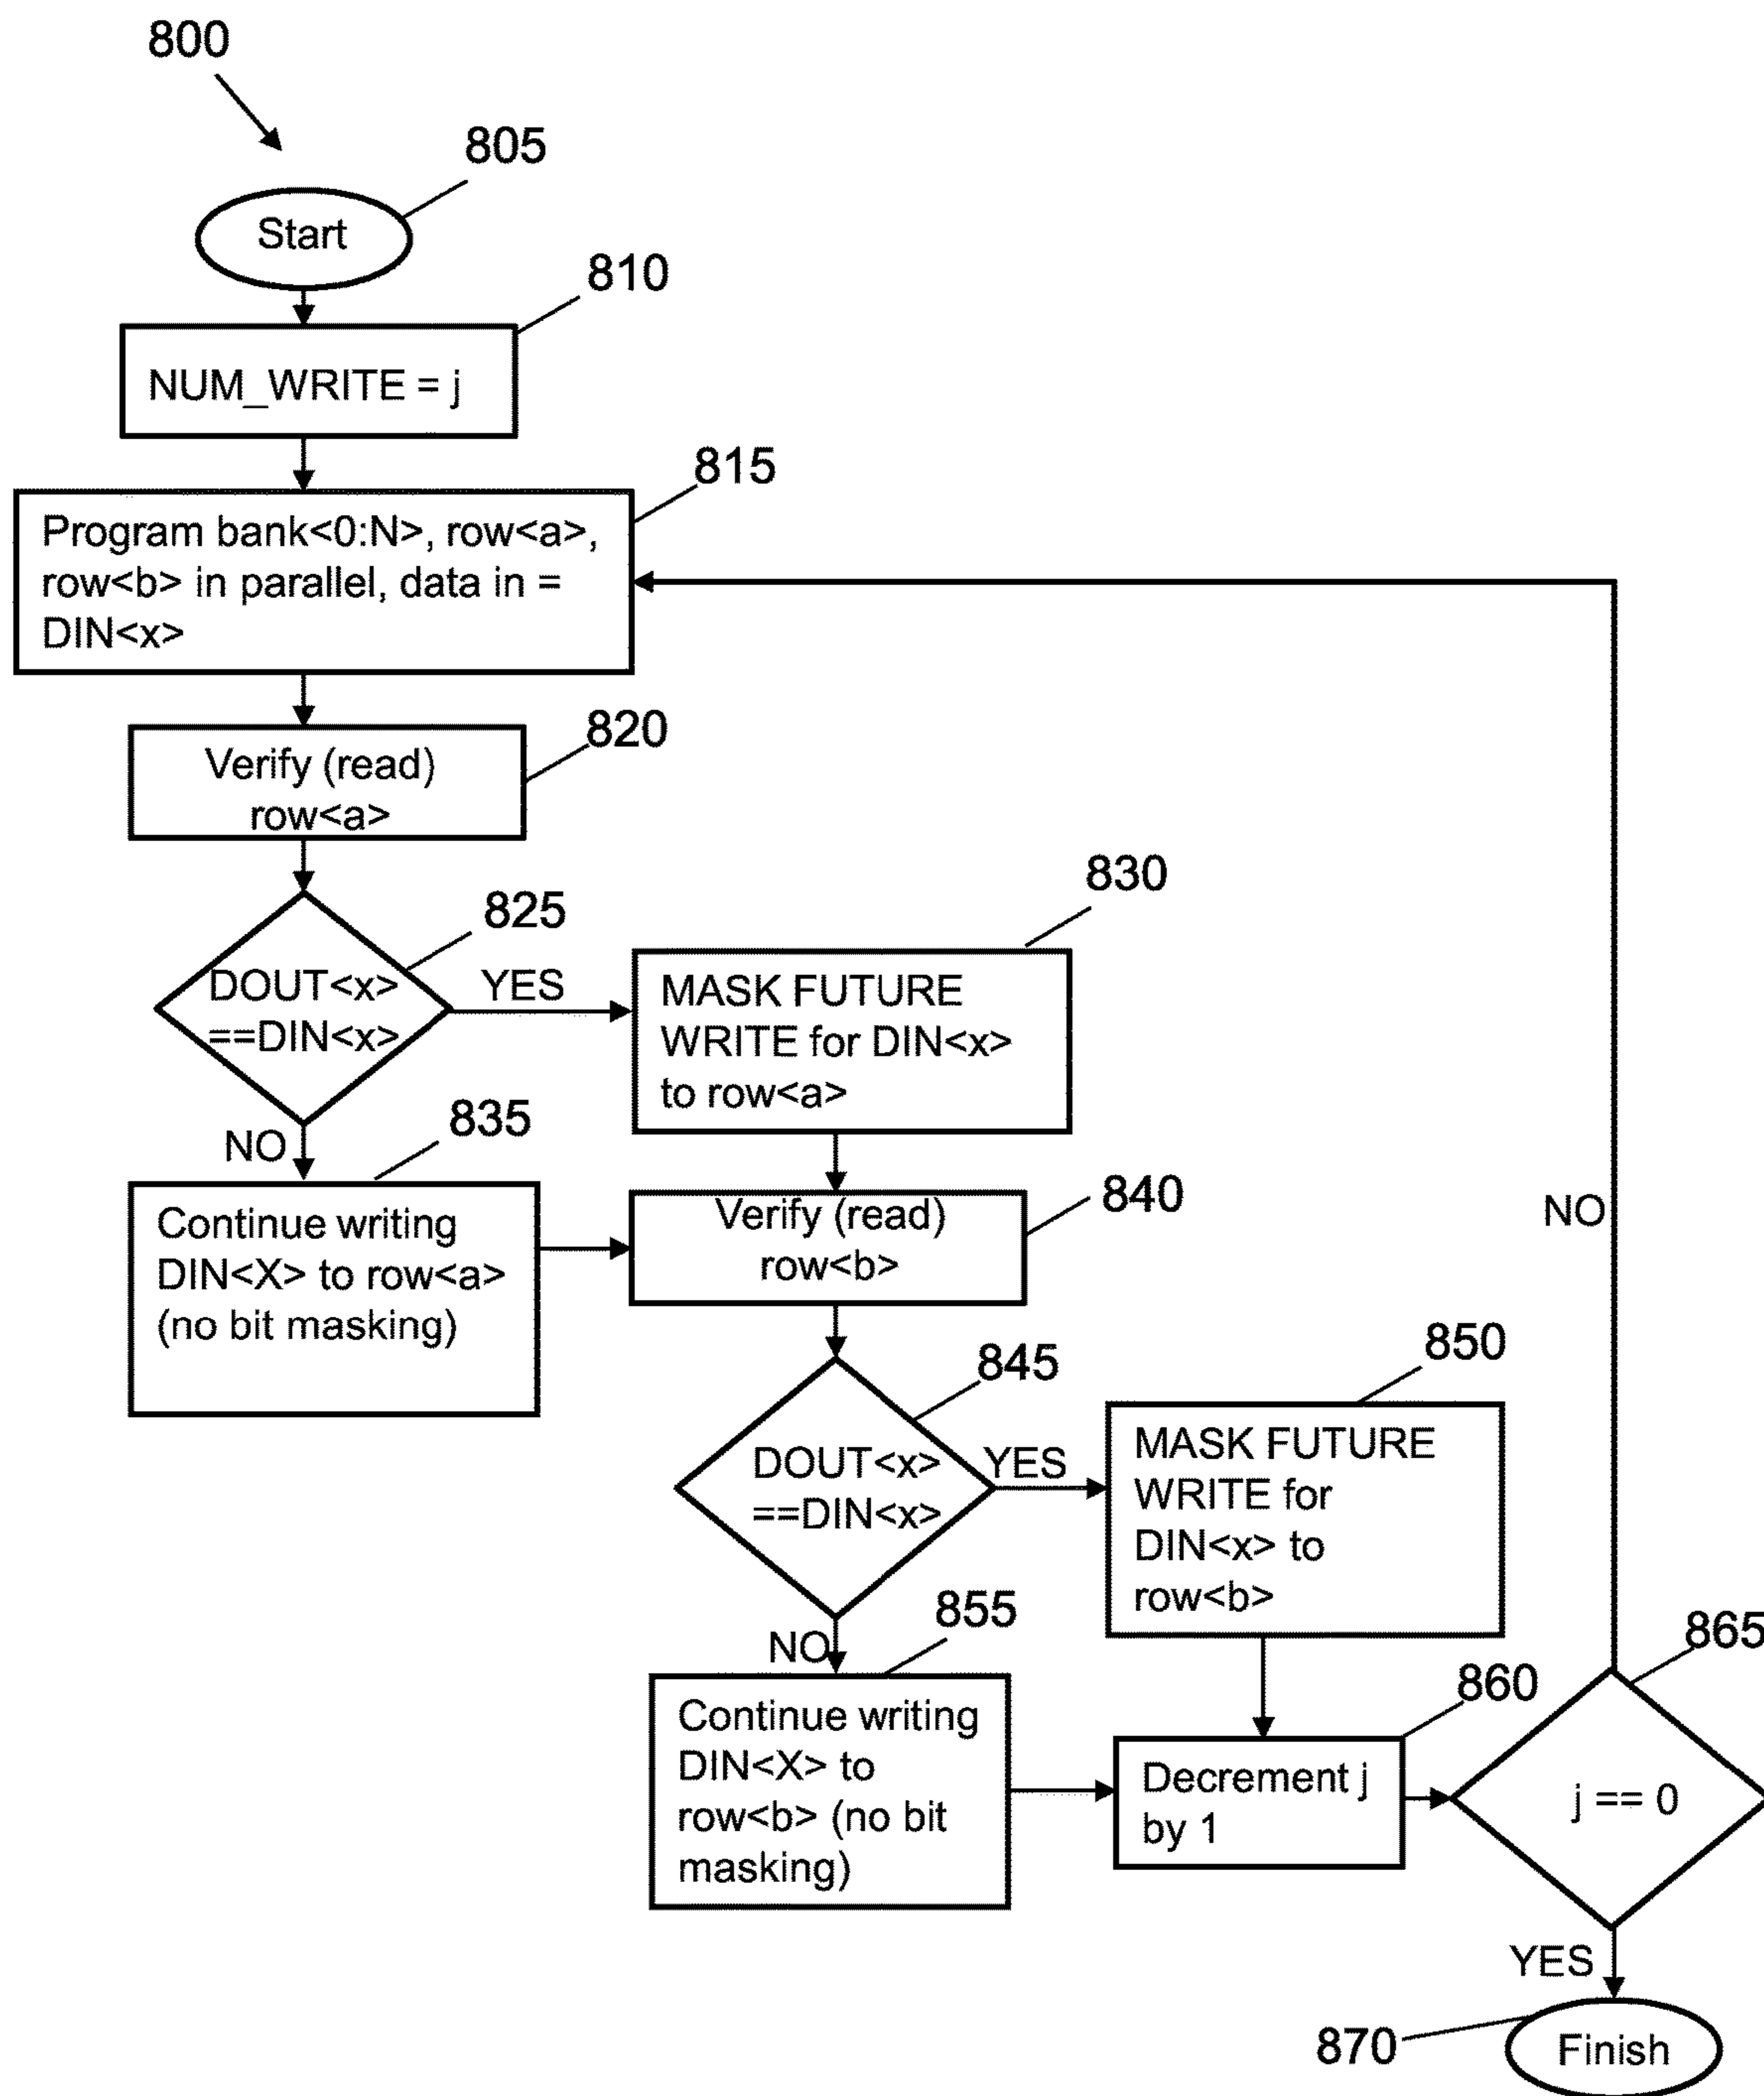 800
805
Start
810
NUM_WRITE = j
815
Program bank<0:N>, row<a>,
row<b> in parallel, data in =
DIN<x>
820
Verify (read)
row<a>
825
DOUT<x>
==DIN<x>
YES
NO
830
MASK FUTURE
WRITE for DIN<x>
to row<a>
835
Continue writing
DIN<X> to row<a>
(no bit masking)
840
Verify (read)
row<b>
845
DOUT<x>
==DIN<x>
YES
NO
850
MASK FUTURE
WRITE for
DIN<x> to
row<b>
855
Continue writing
DIN<X> to
row<b> (no bit
masking)
860
Decrement j
by 1
865
j == 0
NO
YES
870
Finish